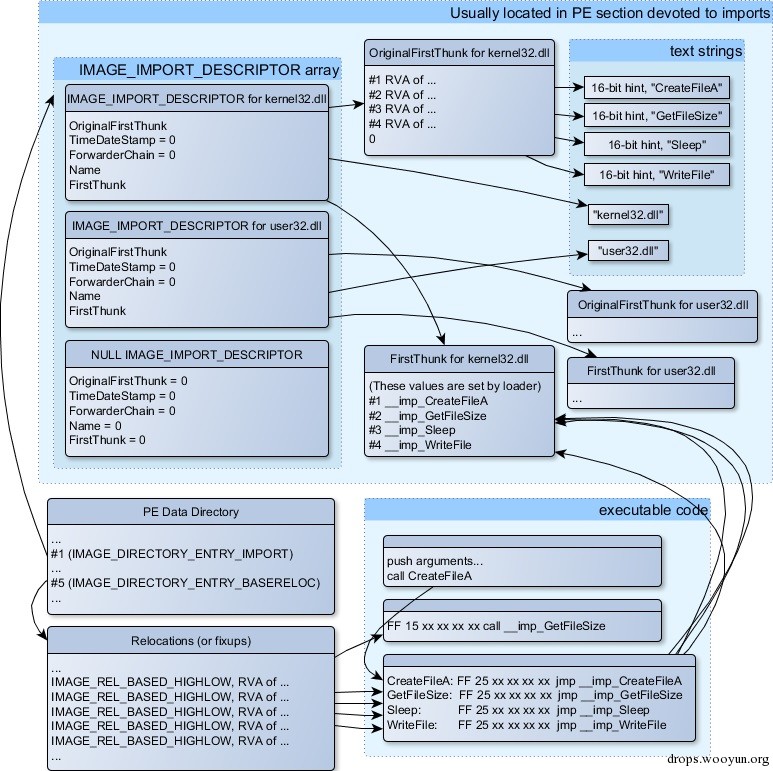 Usually located in PE section devoted to imports
IMAGE_IMPORT_DESCRIPTOR array
IMAGE_IMPORT_DESCRIPTOR for kernel32.dll
OriginalFirstThunk
TimeDateStamp = 0
ForwarderChain = 0
Name
FirstThunk
IMAGE_IMPORT_DESCRIPTOR for user32.dll
OriginalFirstThunk
TimeDateStamp = 0
ForwarderChain = 0
Name
FirstThunk
NULL IMAGE_IMPORT_DESCRIPTOR
OriginalFirstThunk = 0
TimeDateStamp = 0
ForwarderChain = 0
Name = 0
FirstThunk = 0
OriginalFirstThunk for kernel32.dll
#1 RVA of ...
#2 RVA of ...
#3 RVA of ...
#4 RVA of ...
0
text strings
16-bit hint, "CreateFileA"
16-bit hint, "GetFileSize"
16-bit hint, "Sleep"
16-bit hint, "WriteFile"
"kernel32.dll"
"user32.dll"
OriginalFirstThunk for user32.dll
...
FirstThunk for kernel32.dll
(These values are set by loader)
#1 __imp_CreateFileA
#2 __imp_GetFileSize
#3 __imp_Sleep
#4 __imp_WriteFile
FirstThunk for user32.dll
...
PE Data Directory
...
#1 (IMAGE_DIRECTORY_ENTRY_IMPORT)
...
#5 (IMAGE_DIRECTORY_ENTRY_BASERELOC)
...
Relocations (or fixups)
...
IMAGE_REL_BASED_HIGHLOW, RVA of ...
IMAGE_REL_BASED_HIGHLOW, RVA of ...
IMAGE_REL_BASED_HIGHLOW, RVA of ...
IMAGE_REL_BASED_HIGHLOW, RVA of ...
IMAGE_REL_BASED_HIGHLOW, RVA of ...
...
executable code
push arguments...
call CreateFileA
FF 15 xx xx xx xx call __imp_GetFileSize
CreateFileA: FF 25 xx xx xx xx jmp __imp_CreateFileA
GetFileSize: FF 25 xx xx xx xx jmp __imp_GetFileSize
Sleep: FF 25 xx xx xx xx jmp __imp_Sleep
WriteFile: FF 25 xx xx xx xx jmp __imp_WriteFile
drops.wooyun.org